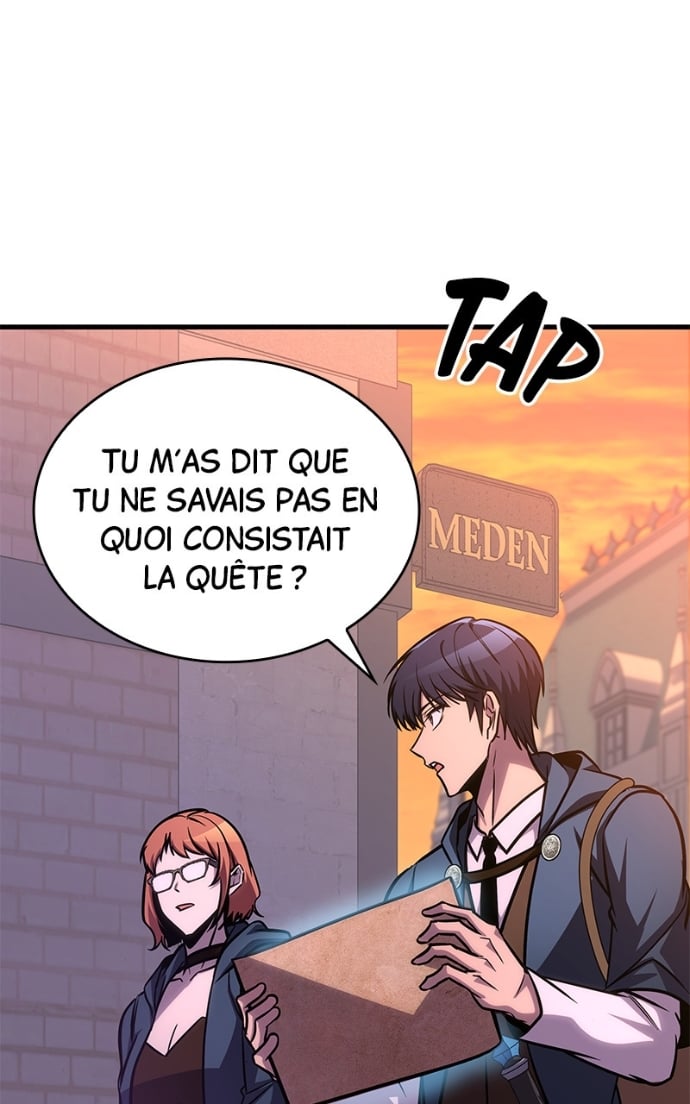 TAP
TU M'AS DIT QUE
TU NE SAVAIS PAS EN
QUOI CONSISTAIT
LA QUÊTE ?
MEDEN